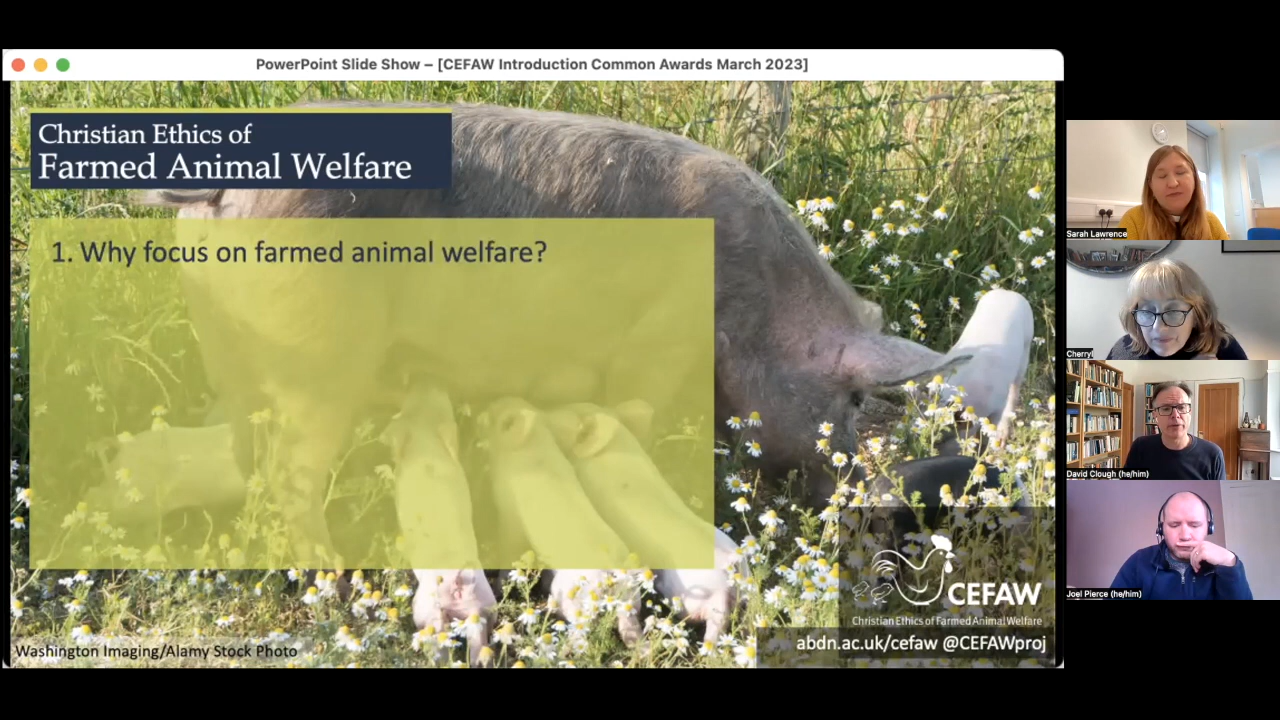 PowerPoint Slide Show – [CEFAW Introduction Common Awards March 2023]
Christian Ethics of
Farmed Animal Welfare
1. Why focus on farmed animal welfare?
CEFAW
Christian Ethics of Farmed Animal Welfare
abdn.ac.uk/cefaw @CEFAWproj
Washington Imaging/Alamy Stock Photo
Sarah Lawrence
Cherryl
David Clough (he/him)
Joel Pierce (he/him)